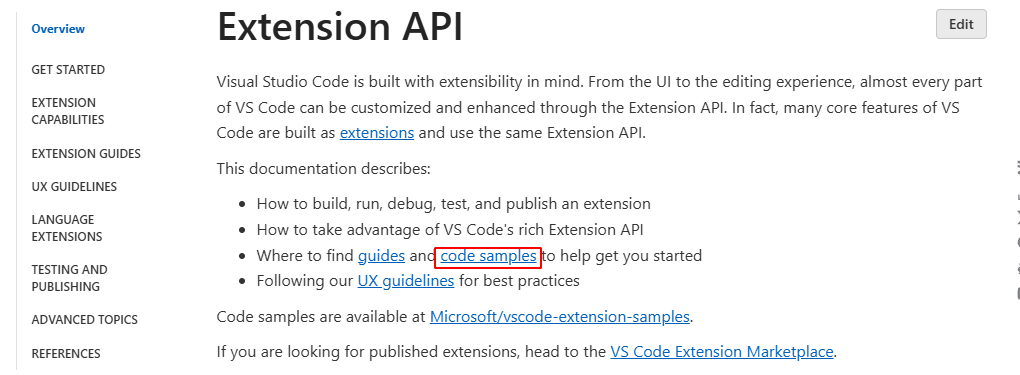 Overview
GET STARTED
EXTENSION
CAPABILITIES
EXTENSION GUIDES
UX GUIDELINES
LANGUAGE
EXTENSIONS
TESTING AND
PUBLISHING
ADVANCED TOPICS
REFERENCES
Extension API
Edit
Visual Studio Code is built with extensibility in mind. From the UI to the editing experience, almost every part
of VS Code can be customized and enhanced through the Extension API. In fact, many core features of VS
Code are built as extensions and use the same Extension API.
This documentation describes:
• How to build, run, debug, test, and publish an extension
• How to take advantage of VS Code's rich Extension API
• Where to find guides and code samples to help get you started
• Following our UX guidelines for best practices
Code samples are available at Microsoft/vscode-extension-samples.
If you are looking for published extensions, head to the VS Code Extension Marketplace.